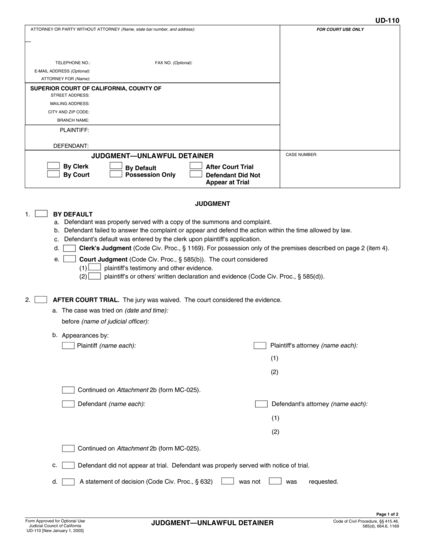 UD-110
ATTORNEY OR PARTY WITHOUT ATTORNEY (Name, state bar number, and address):
FOR COURT USE ONLY
TELEPHONE NO.: FAX NO. (Optional):
E-MAIL ADDRESS (Optional):
ATTORNEY FOR (Name):
SUPERIOR COURT OF CALIFORNIA, COUNTY OF
STREET ADDRESS:
MAILING ADDRESS:
CITY AND ZIP CODE:
BRANCH NAME:
PLAINTIFF:
DEFENDANT:
JUDGMENT—UNLAWFUL DETAINER
CASE NUMBER
By Clerk By Default After Court Trial
By Court Possession Only Defendant Did Not
Appear at Trial
JUDGMENT
1. BY DEFAULT
a. Defendant was properly served with a copy of the summons and complaint.
b. Defendant failed to answer the complaint or appear and defend the action within the time allowed by law.
c. Defendant's default was entered by the clerk upon plaintiff's application.
d. Clerk's Judgment (Code Civ. Proc., § 1169). For possession only of the premises described on page 2 (item 4).
e. Court Judgment (Code Civ. Proc., § 585(b)). The court considered
(1) plaintiff's testimony and other evidence.
(2) plaintiff's or others' written declaration and evidence (Code Civ. Proc., § 585(d)).
2. AFTER COURT TRIAL. The jury was waived. The court considered the evidence.
a. The case was tried on (date and time):
before (name of judicial officer):
b. Appearances by:
Plaintiff (name each): Plaintiff's attorney (name each):
(1)
(2)
Continued on Attachment 2b (form MC-025).
Defendant (name each): Defendant's attorney (name each):
(1)
(2)
Continued on Attachment 2b (form MC-025).
c. Defendant did not appear at trial. Defendant was properly served with notice of trial.
d. A statement of decision (Code Civ. Proc., § 632) was not was requested.
Page 1 of 2
Form Approved for Optional Use
Judicial Council of California
UD-110 [New January 1, 2003]
JUDGMENT—UNLAWFUL DETAINER
Code of Civil Procedure, §§ 415.46,
585(d), 664.6, 1169